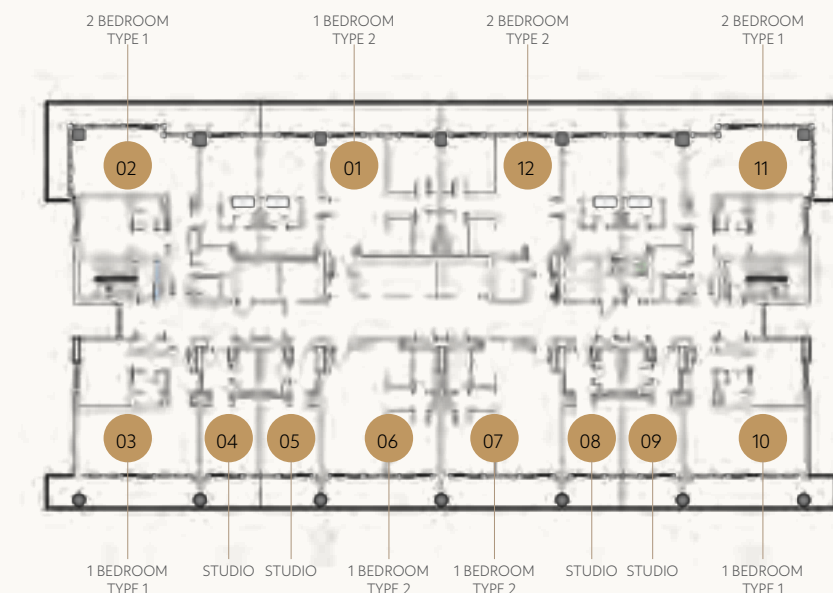 2 BEDROOM
TYPE 1
1 BEDROOM
TYPE 2
2 BEDROOM
TYPE 2
2 BEDROOM
TYPE 1
02
01
12
11
03
04
05
06
07
08
09
10
1 BEDROOM
TYPE 1
STUDIO
STUDIO
1 BEDROOM
TYPE 2
1 BEDROOM
TYPE 2
STUDIO
STUDIO
1 BEDROOM
TYPE 1